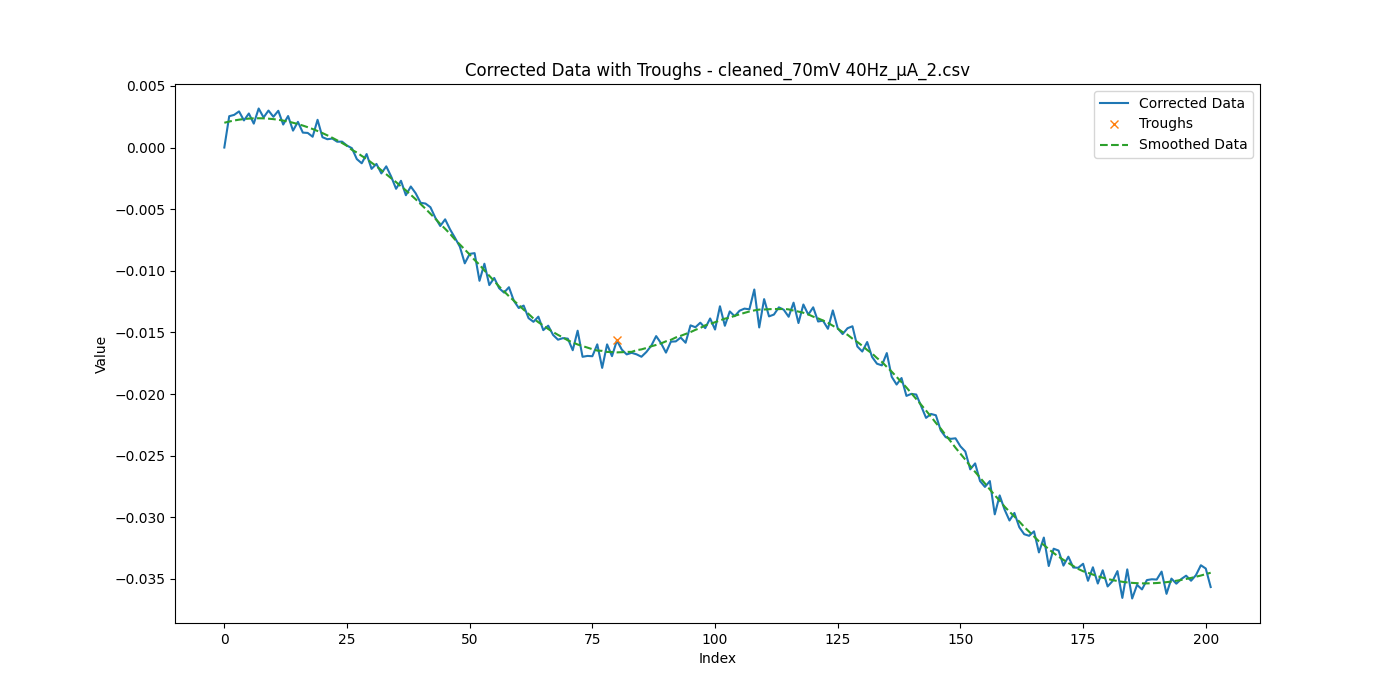 Corrected Data with Troughs - cleaned_70mV 40Hz_µA_2.csv
Corrected Data
Troughs
Smoothed Data
Value
0.005
0.000
−0.005
−0.010
−0.015
−0.020
−0.025
−0.030
−0.035
0 25 50 75 100 125 150 175 200
Index